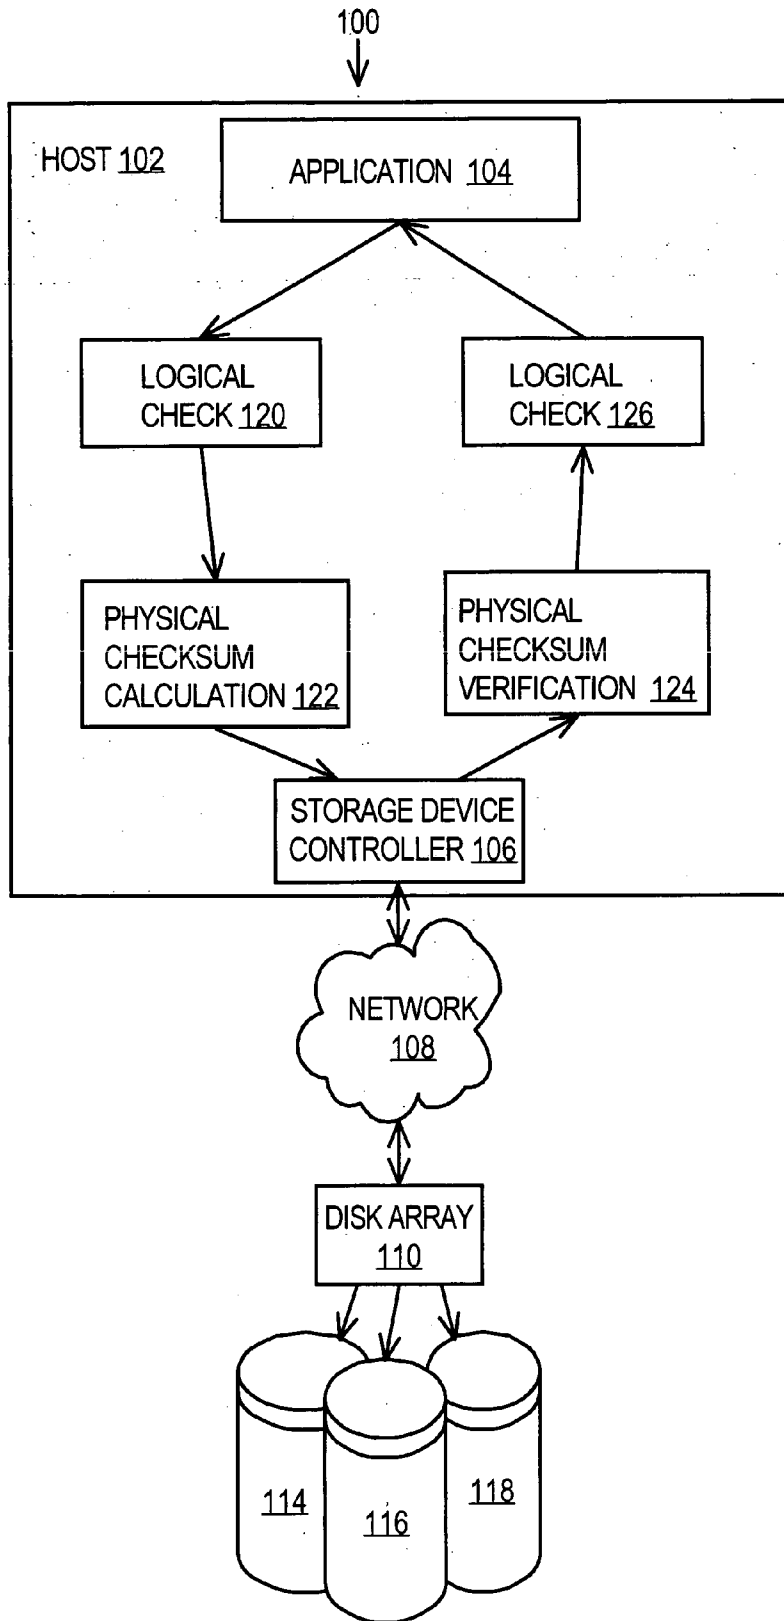 100
HOST 102
APPLICATION 104
LOGICAL
CHECK 120
LOGICAL
CHECK 126
PHYSICAL
CHECKSUM
CALCULATION 122
PHYSICAL
CHECKSUM
VERIFICATION 124
STORAGE DEVICE
CONTROLLER 106
NETWORK
108
DISK ARRAY
110
114
116
118